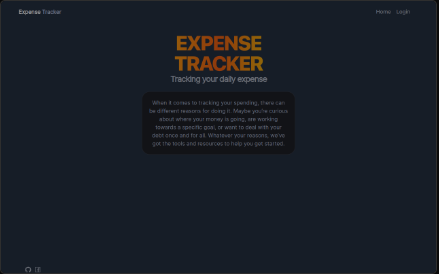 Expense Tracker
Home Login
EXPENSE
TRACKER
Tracking your daily expense
When it comes to tracking your spending, there can
be different reasons for doing it. Maybe you're curious
about where your money is going, are working
towards a specific goal, or want to deal with your
debt once and for all. Whatever your reasons, we've
got the tools and resources to help you get started.